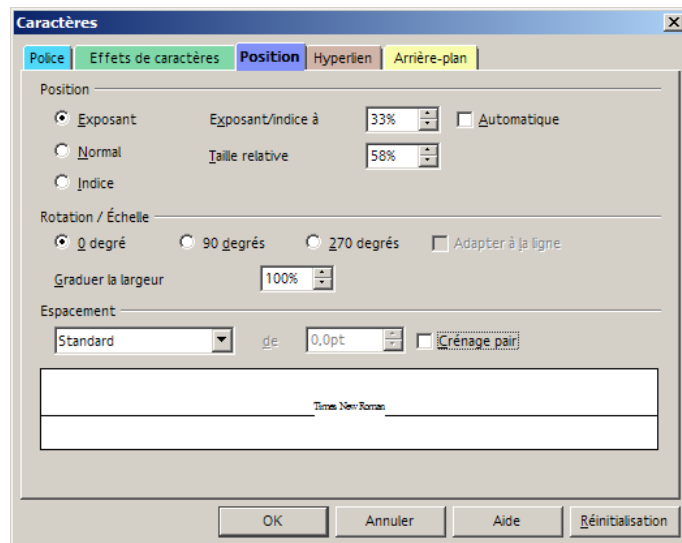 Caractères
Police Effets de caractères Position Hyperlien Arrière-plan
Position
Exposant Exposant/indice à 33% Automatique
Normal Taille relative 58%
Indice
Rotation / Échelle
0 degré 90 degrés 270 degrés Adapter à la ligne
Graduer la largeur 100%
Espacement
Standard de 0,0pt Crénage pair
Times New Roman
OK Annuler Aide Réinitialisation